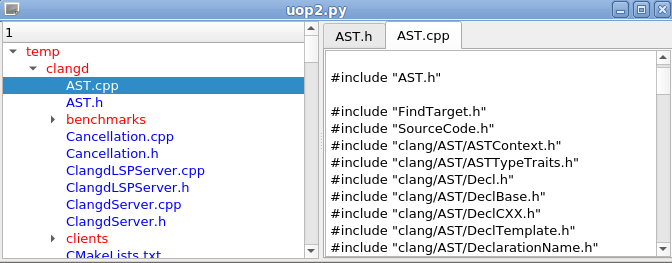 uop2.py
1
temp
clangd
AST.cpp
AST.h
benchmarks
Cancellation.cpp
Cancellation.h
ClangdLSPServer.cpp
ClangdLSPServer.h
ClangdServer.cpp
ClangdServer.h
clients
CMakeLists.txt
AST.h
AST.cpp
#include "AST.h"
#include "FindTarget.h"
#include "SourceCode.h"
#include "clang/AST/ASTContext.h"
#include "clang/AST/ASTTypeTraits.h"
#include "clang/AST/Decl.h"
#include "clang/AST/DeclBase.h"
#include "clang/AST/DeclCXX.h"
#include "clang/AST/DeclTemplate.h"
#include "clang/AST/DeclarationName.h"